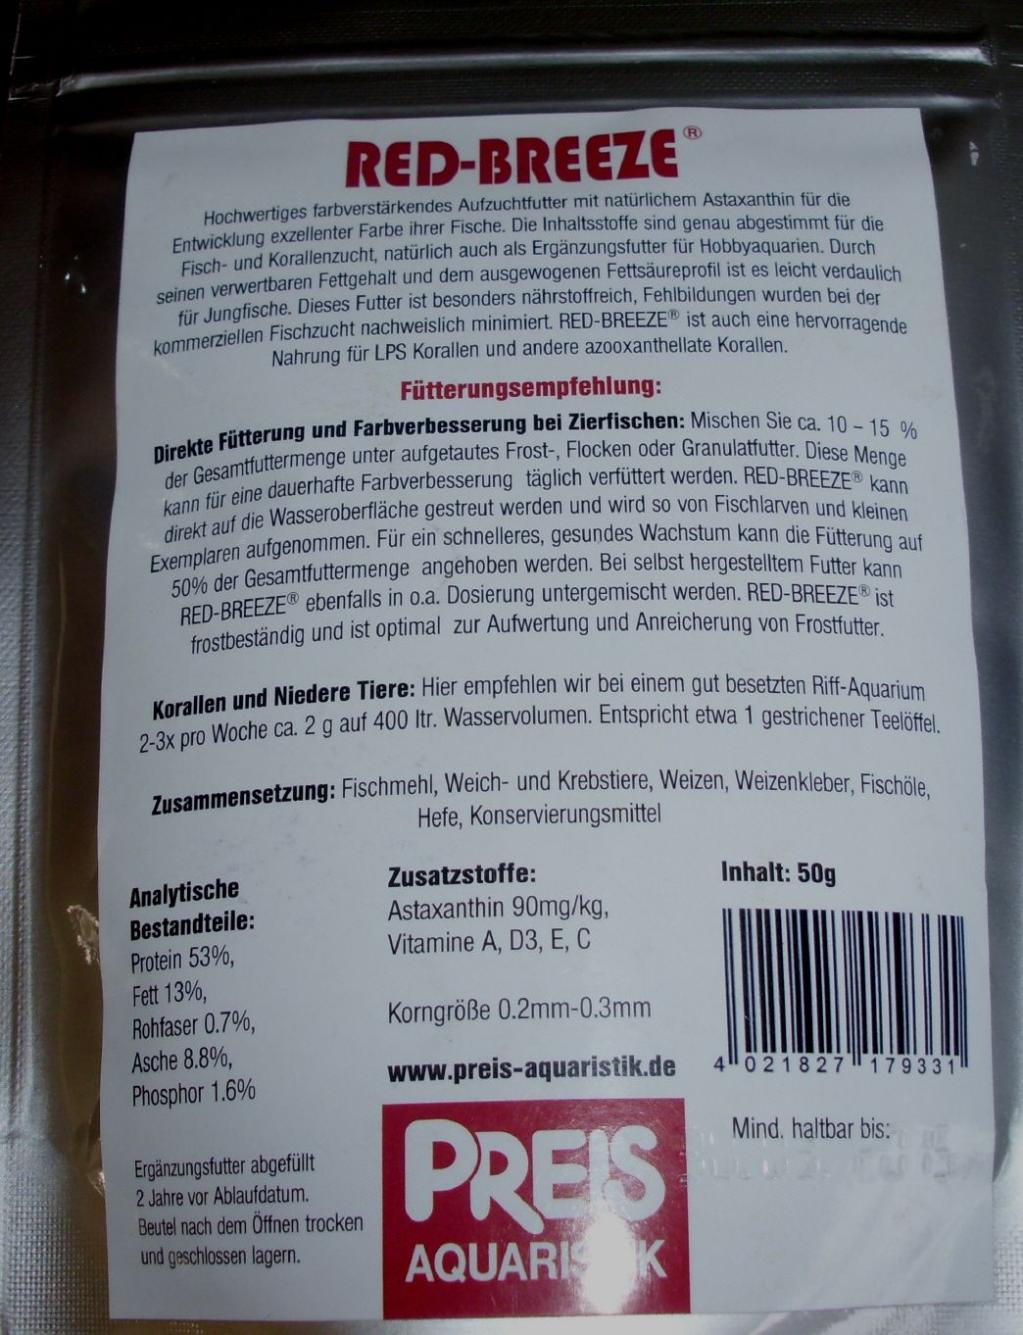 RED-BREEZE®
Hochwertiges farbverstärkendes Aufzuchtfutter mit natürlichem Astaxanthin für die
Entwicklung exzellenter Farbe ihrer Fische. Die Inhaltsstoffe sind genau abgestimmt für die
Fisch- und Korallenzucht, natürlich auch als Ergänzungsfutter für Hobbyaquarien. Durch
seinen verwertbaren Fettgehalt und dem ausgewogenen Fettsäureprofil ist es leicht verdaulich
für Jungfische. Dieses Futter ist besonders nährstoffreich, Fehlbildungen wurden bei der
kommerziellen Fischzucht nachweislich minimiert. RED-BREEZE® ist auch eine hervorragende
Nahrung für LPS Korallen und andere azooxanthellate Korallen.
Fütterungsempfehlung:
Direkte Fütterung und Farbverbesserung bei Zierfischen: Mischen Sie ca. 10 – 15 %
der Gesamtfuttermenge unter aufgetautes Frost-, Flocken oder Granulatfutter. Diese Menge
kann für eine dauerhafte Farbverbesserung täglich verfüttert werden. RED-BREEZE® kann
direkt auf die Wasseroberfläche gestreut werden und wird so von Fischlarven und kleinen
Exemplaren aufgenommen. Für ein schnelleres, gesundes Wachstum kann die Fütterung auf
50% der Gesamtfuttermenge angehoben werden. Bei selbst hergestelltem Futter kann
RED-BREEZE® ebenfalls in o.a. Dosierung untergemischt werden. RED-BREEZE® ist
frostbeständig und ist optimal zur Aufwertung und Anreicherung von Frostfutter.
Korallen und Niedere Tiere: Hier empfehlen wir bei einem gut besetzten Riff-Aquarium
2-3x pro Woche ca. 2 g auf 400 ltr. Wasservolumen. Entspricht etwa 1 gestrichener Teelöffel.
Zusammensetzung: Fischmehl, Weich- und Krebstiere, Weizen, Weizenkleber, Fischöle,
Hefe, Konservierungsmittel
Analytische
Bestandteile:
Protein 53%,
Fett 13%,
Rohfaser 0.7%,
Asche 8.8%,
Phosphor 1.6%
Ergänzungsfutter abgefüllt
2 Jahre vor Ablaufdatum.
Beutel nach dem Öffnen trocken
und geschlossen lagern.
Zusatzstoffe:
Astaxanthin 90mg/kg,
Vitamine A, D3, E, C
Korngröße 0.2mm-0.3mm
www.preis-aquaristik.de
PREIS
AQUARISTIK
Inhalt: 50g
4 021827 179331
Mind. haltbar bis: